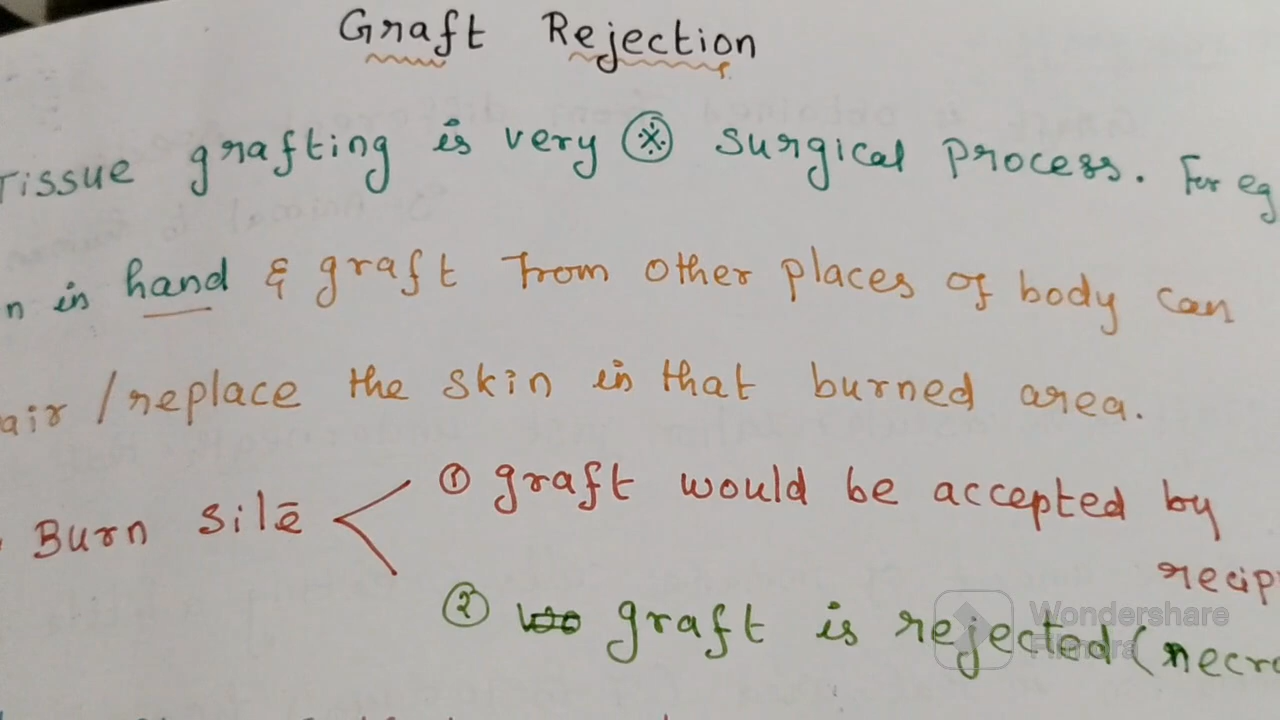 Graft Rejection
Tissue grafting is very ⊛ surgical process. For eg
n in hand & graft from other places of body can
air / replace the skin in that burned area.
Burn site < ① graft would be accepted by
recip
② graft is rejected (necro
Wondershare
Filmora